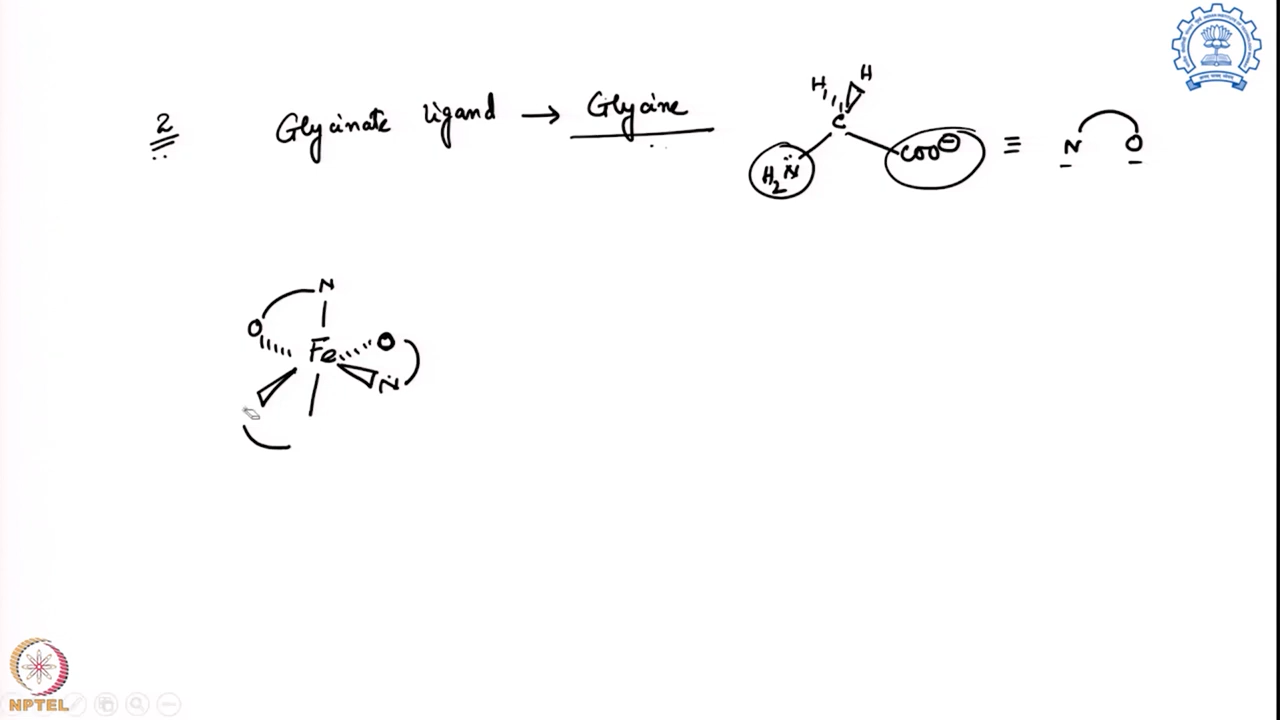 2 Glycinate ligand → Glycine H H C H₂N̈ COO⊖ ≡ N O
N
O Fe O
N
NPTEL